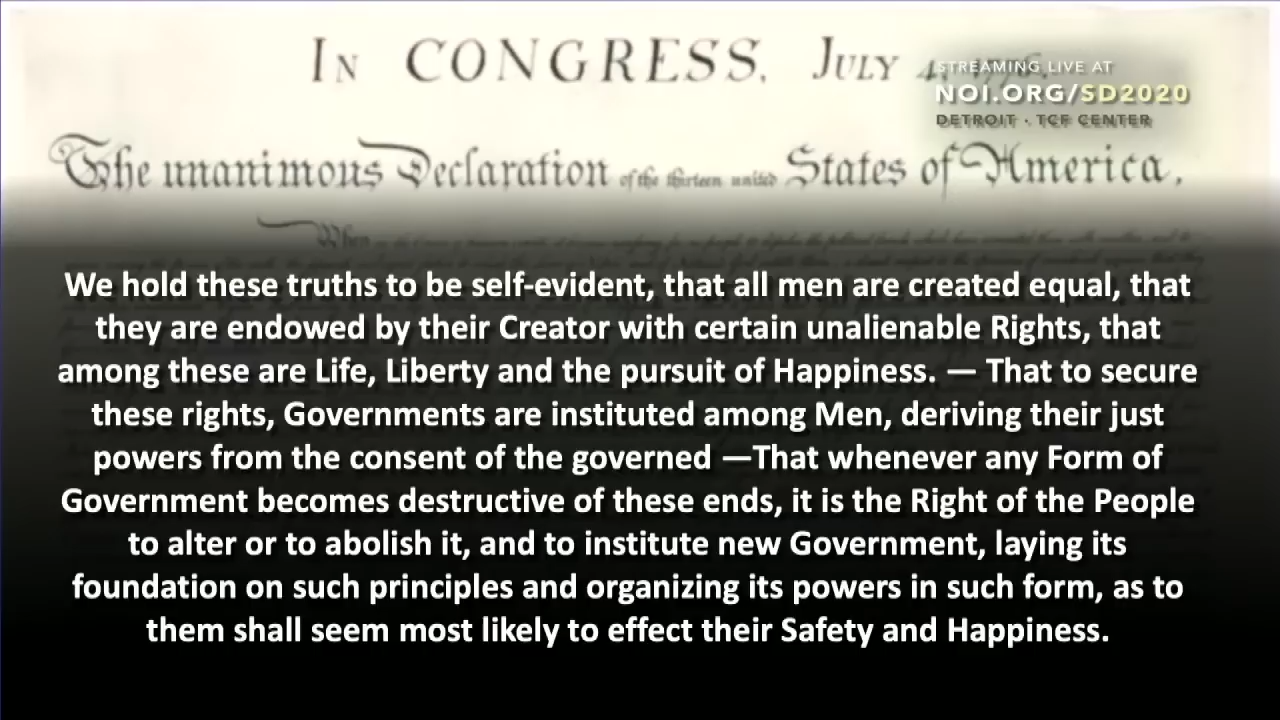 In CONGRESS, July 4,
STREAMING LIVE AT
NOI.ORG/SD2020
DETROIT · TCF CENTER
The unanimous Declaration of the thirteen united States of America,
When
We hold these truths to be self-evident, that all men are created equal, that
they are endowed by their Creator with certain unalienable Rights, that
among these are Life, Liberty and the pursuit of Happiness. — That to secure
these rights, Governments are instituted among Men, deriving their just
powers from the consent of the governed —That whenever any Form of
Government becomes destructive of these ends, it is the Right of the People
to alter or to abolish it, and to institute new Government, laying its
foundation on such principles and organizing its powers in such form, as to
them shall seem most likely to effect their Safety and Happiness.